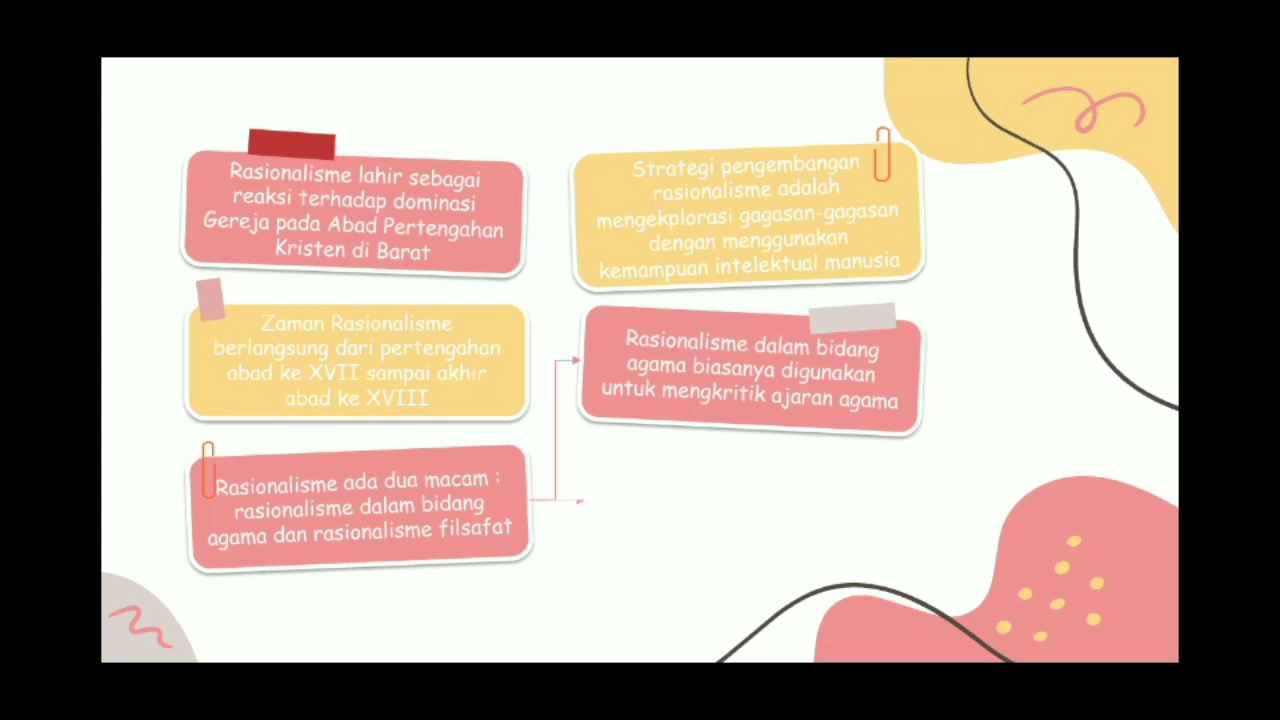 Rasionalisme lahir sebagai
reaksi terhadap dominasi
Gereja pada Abad Pertengahan
Kristen di Barat
Zaman Rasionalisme
berlangsung dari pertengahan
abad ke XVII sampai akhir
abad ke XVIII
Rasionalisme ada dua macam :
rasionalisme dalam bidang
agama dan rasionalisme filsafat
Strategi pengembangan
rasionalisme adalah
mengekplorasi gagasan-gagasan
dengan menggunakan
kemampuan intelektual manusia
Rasionalisme dalam bidang
agama biasanya digunakan
untuk mengkritik ajaran agama